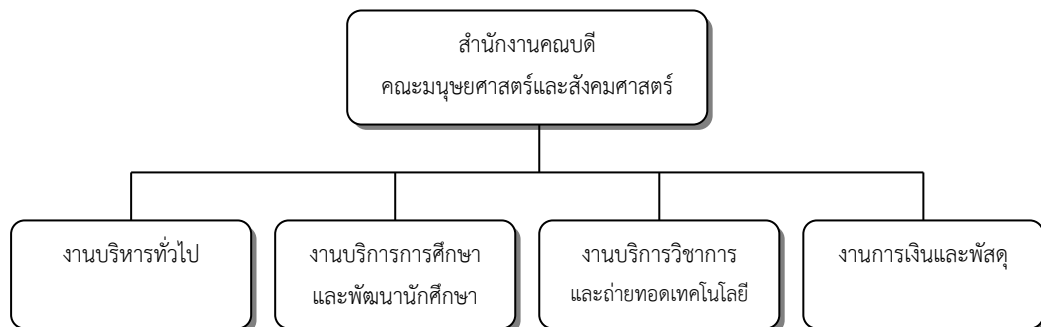 สำนักงานคณบดี
คณะมนุษยศาสตร์และสังคมศาสตร์
งานบริหารทั่วไป
งานบริการการศึกษา
และพัฒนานักศึกษา
งานบริการวิชาการ
และถ่ายทอดเทคโนโลยี
งานการเงินและพัสดุ